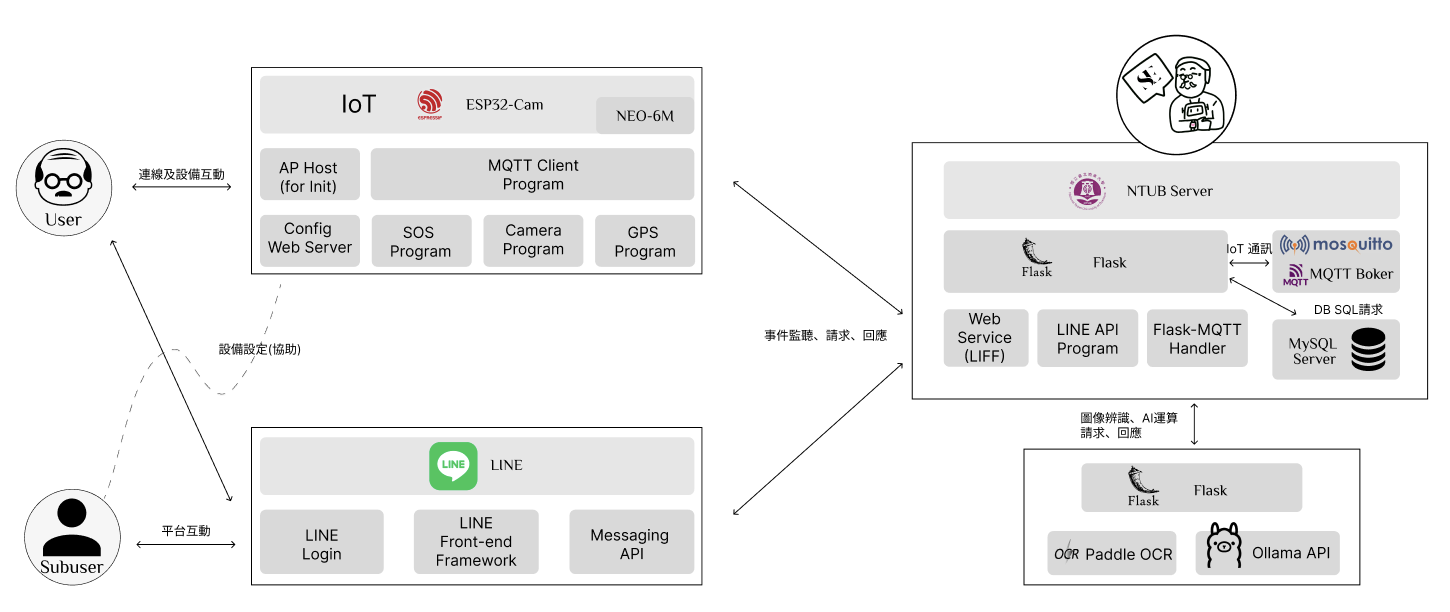 User
連線及設備互動
IoT
ESPRESSIF
ESP32-Cam
NEO-6M
AP Host
(for Init)
MQTT Client
Program
Config
Web Server
SOS
Program
Camera
Program
GPS
Program
設備設定(協助)
Subuser
平台互動
LINE
LINE
LINE
Login
LINE
Front-end
Framework
Messaging
API
事件監聽、請求、回應
NTUB Server
Flask
Flask
IoT 通訊
mosquitto
MQTT
MQTT Boker
DB SQL請求
Web
Service
(LIFF)
LINE API
Program
Flask-MQTT
Handler
MySQL
Server
圖像辨識、AI運算
請求、回應
Flask
Flask
OCR
Paddle OCR
Ollama API